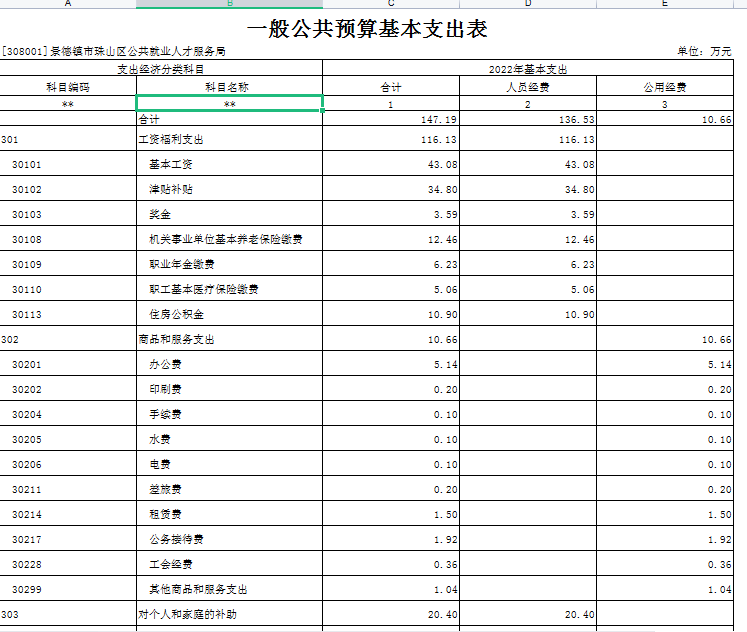 A B C D E
一般公共预算基本支出表
[308001]景德镇市珠山区公共就业人才服务局 单位：万元
支出经济分类科目 2022年基本支出
科目编码 科目名称 合计 人员经费 公用经费
** ** 1 2 3
合计 147.19 136.53 10.66
301 工资福利支出 116.13 116.13
30101 基本工资 43.08 43.08
30102 津贴补贴 34.80 34.80
30103 奖金 3.59 3.59
30108 机关事业单位基本养老保险缴费 12.46 12.46
30109 职业年金缴费 6.23 6.23
30110 职工基本医疗保险缴费 5.06 5.06
30113 住房公积金 10.90 10.90
302 商品和服务支出 10.66 10.66
30201 办公费 5.14 5.14
30202 印刷费 0.20 0.20
30204 手续费 0.10 0.10
30205 水费 0.10 0.10
30206 电费 0.10 0.10
30211 差旅费 0.20 0.20
30214 租赁费 1.50 1.50
30217 公务接待费 1.92 1.92
30228 工会经费 0.36 0.36
30299 其他商品和服务支出 1.04 1.04
303 对个人和家庭的补助 20.40 20.40